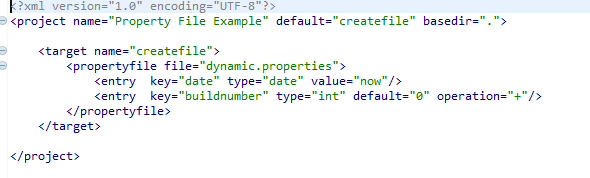 <?xml version="1.0" encoding="UTF-8"?>
<project name="Property File Example" default="createfile" basedir=".">
<target name="createfile">
<propertyfile file="dynamic.properties">
<entry key="date" type="date" value="now"/>
<entry key="buildnumber" type="int" default="0" operation="+"/>
</propertyfile>
</target>
</project>